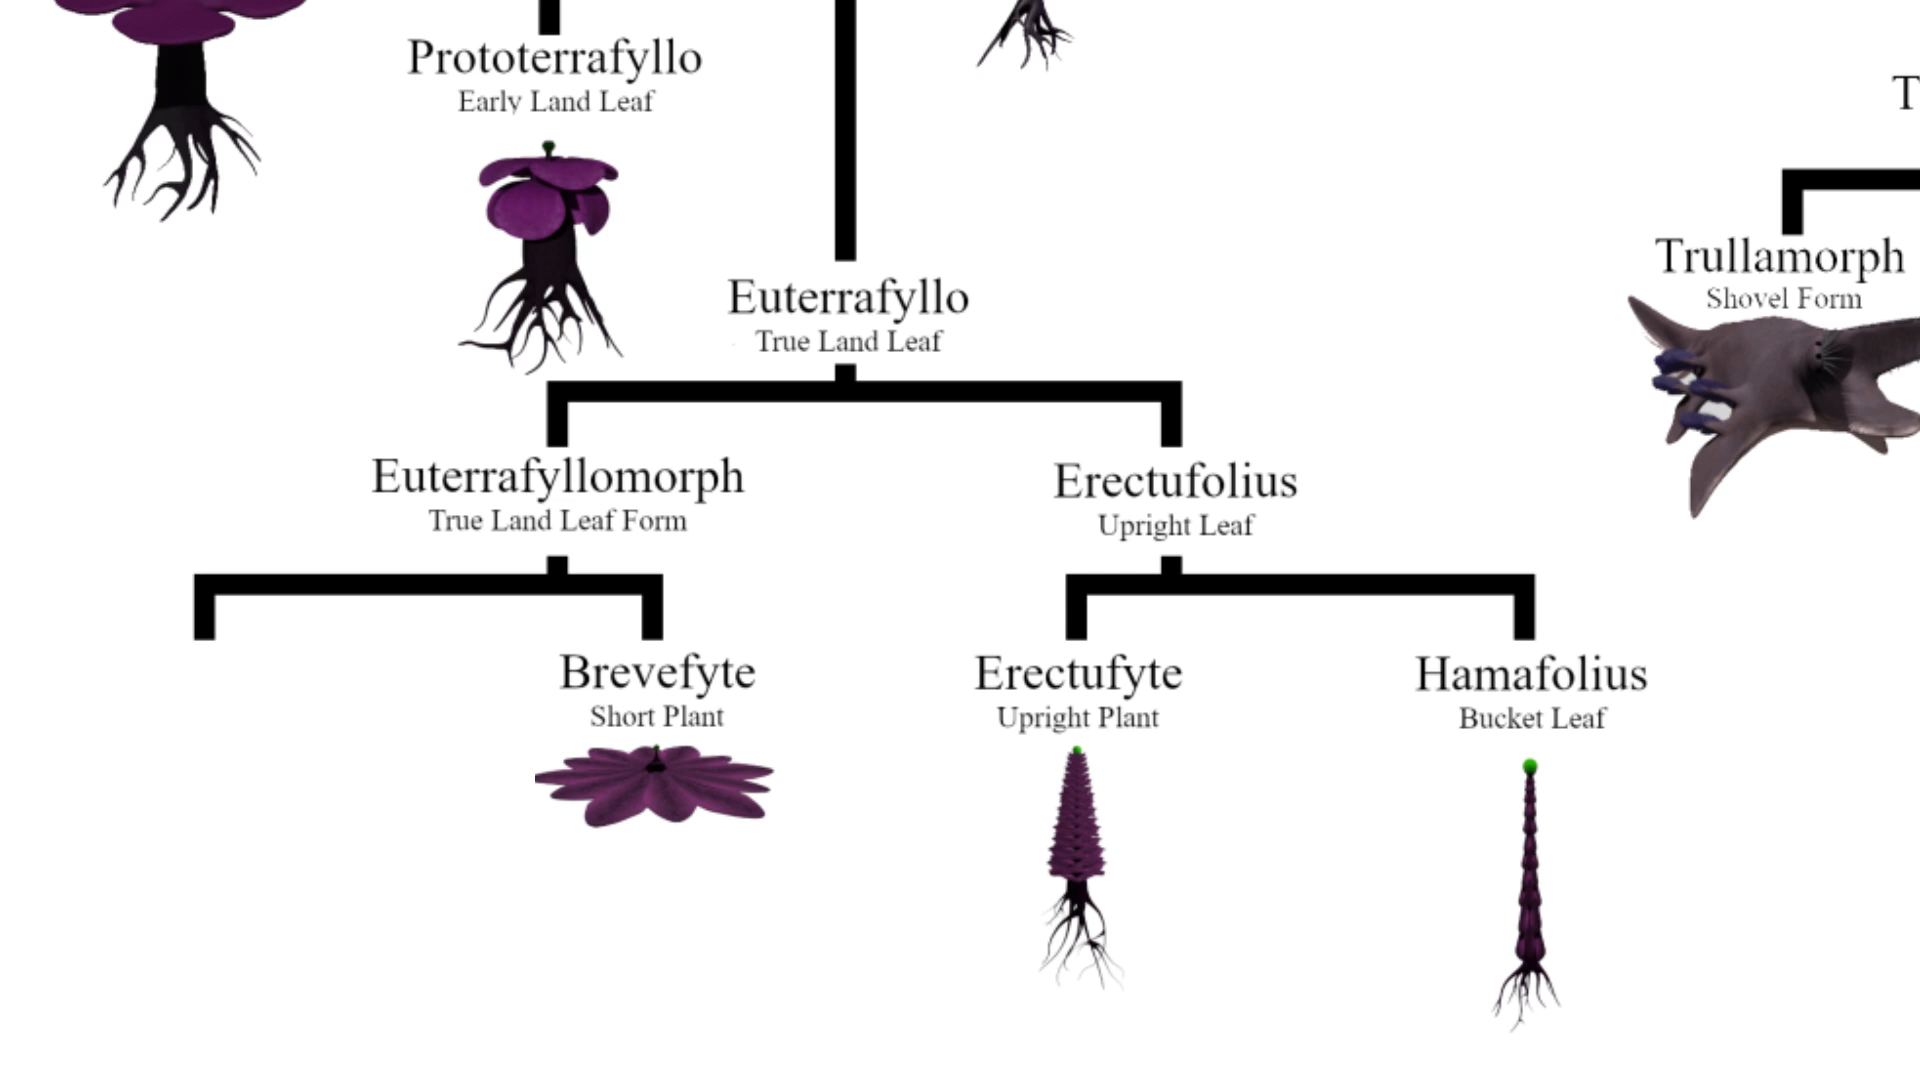 Prototerrafyllo
Early Land Leaf
T
Trullamorph
Shovel Form
Euterrafyllo
True Land Leaf
Euterrafyllomorph
True Land Leaf Form
Erectufolius
Upright Leaf
Brevefyte
Short Plant
Erectufyte
Upright Plant
Hamafolius
Bucket Leaf